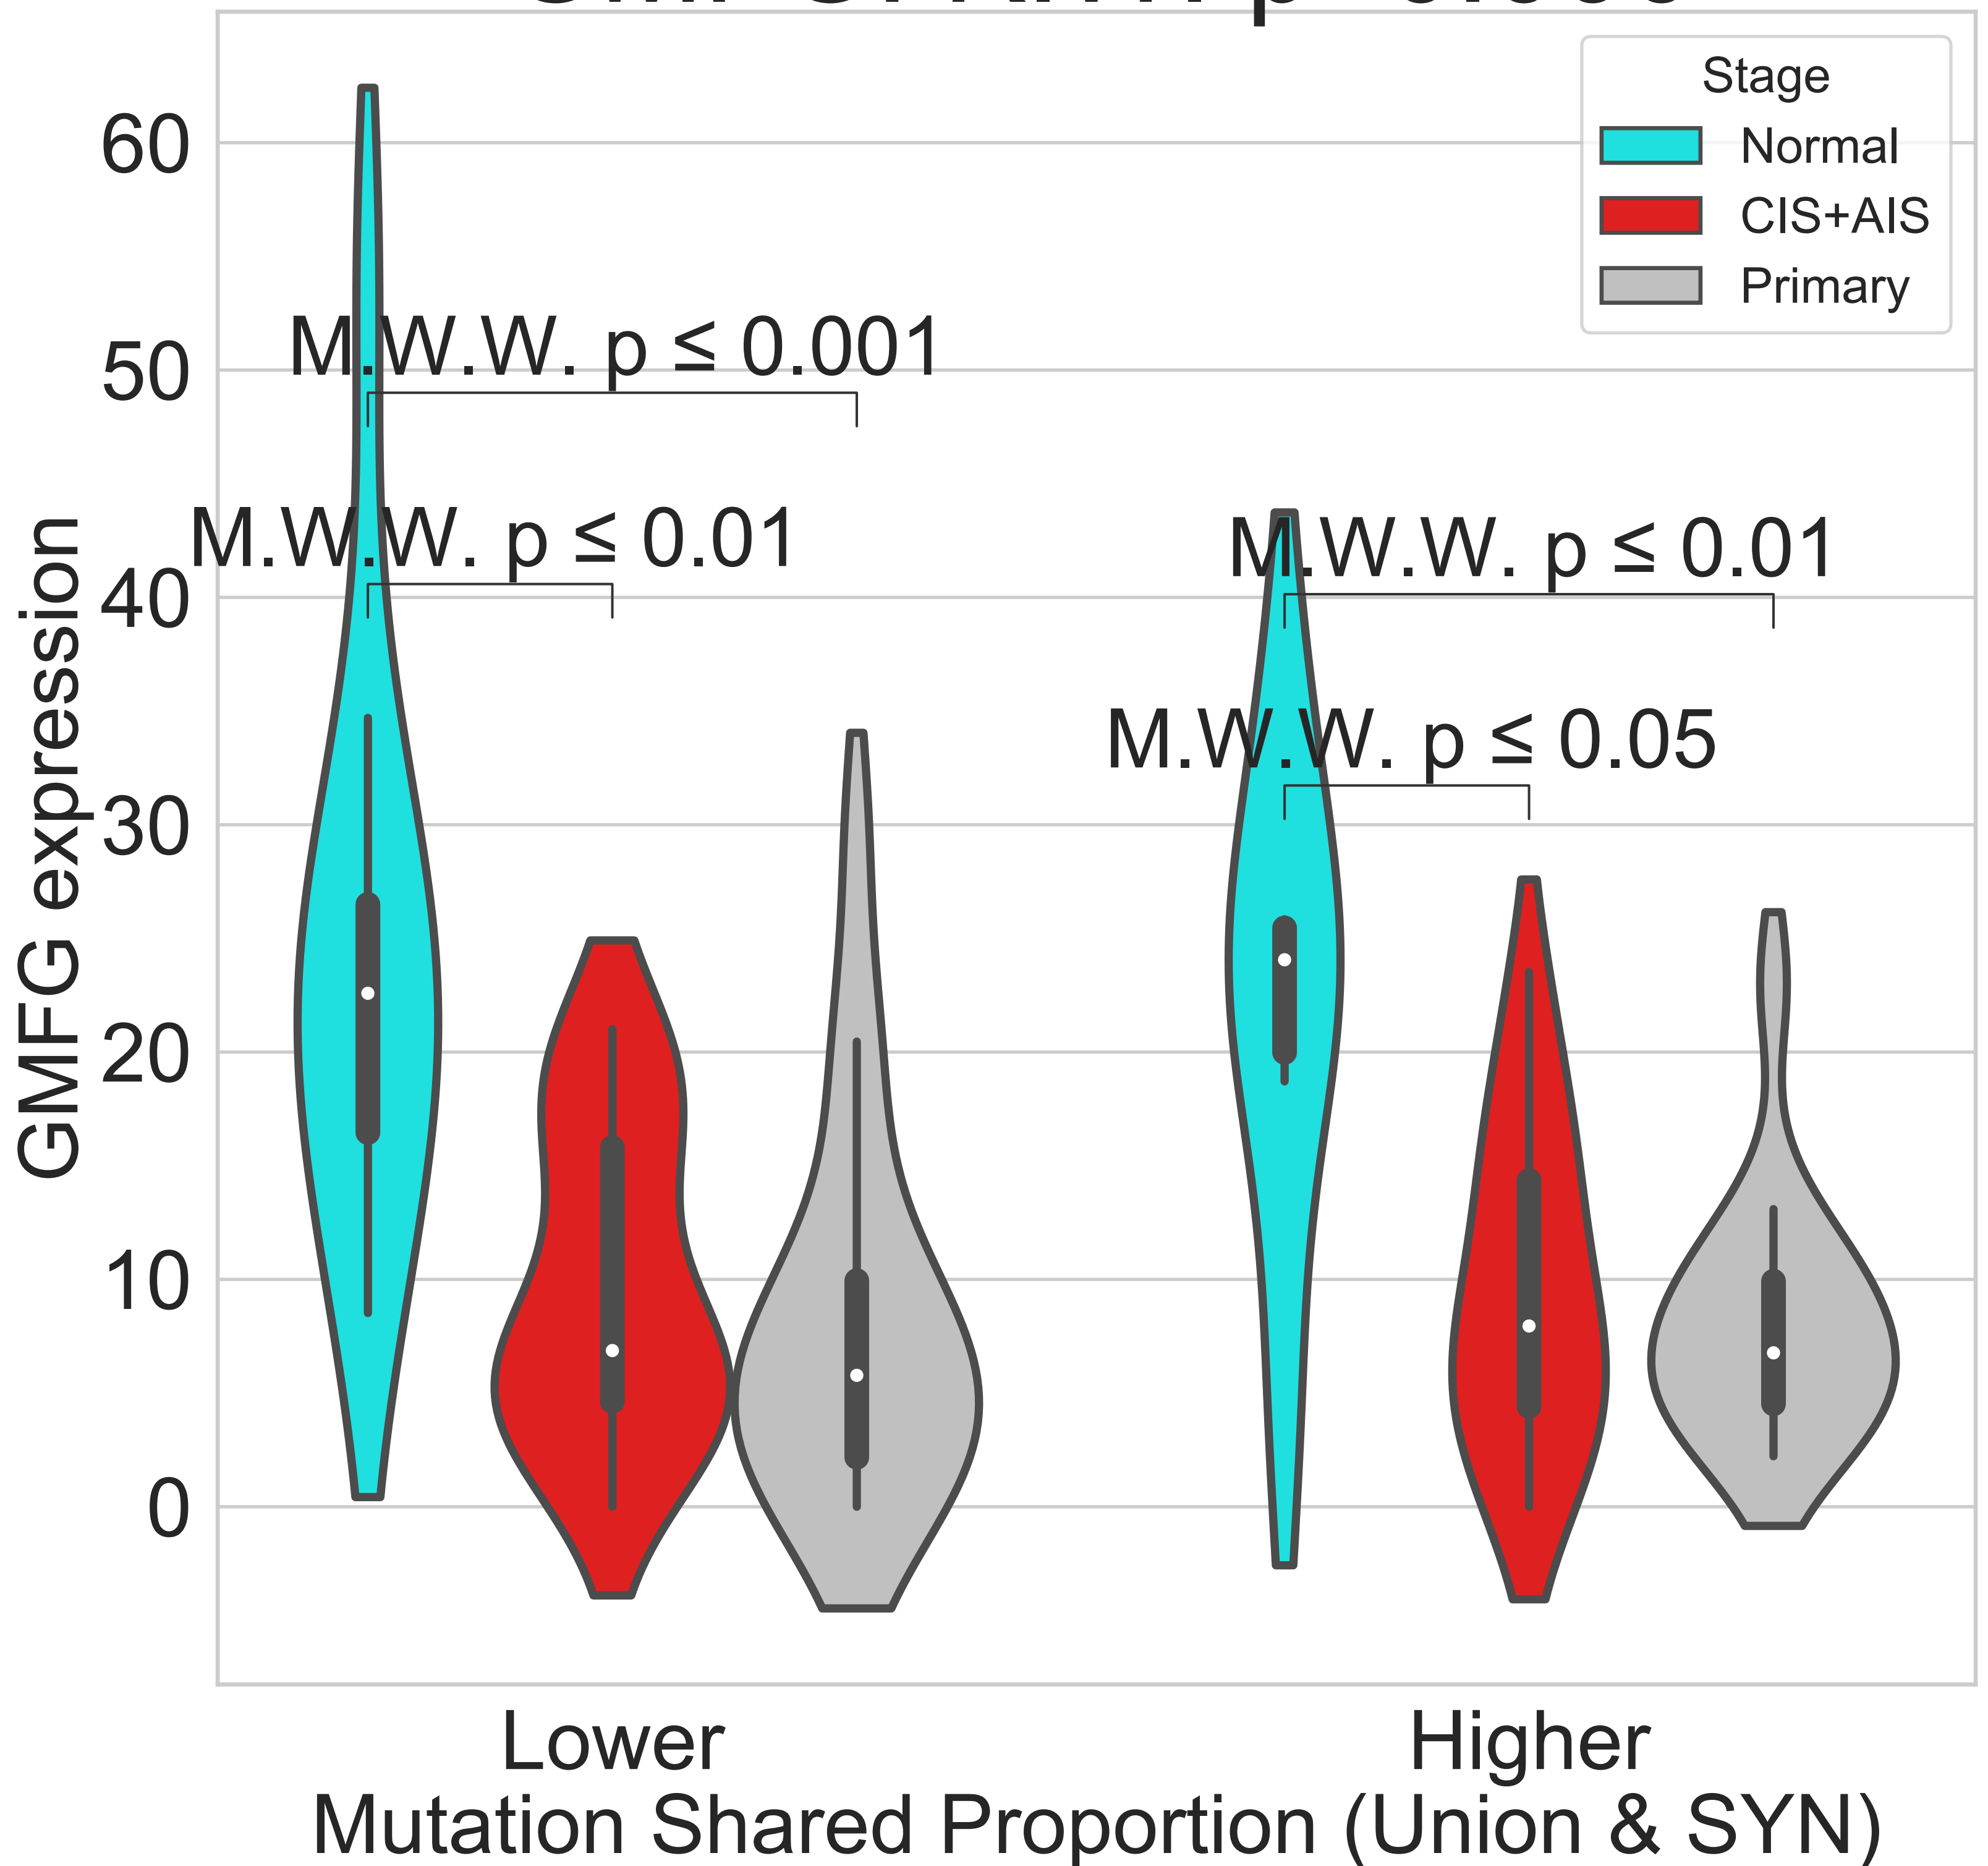 Stage
Normal
CIS+AIS
Primary
60
50
40
30
20
10
0
GMFG expression
M.W.W. p ≤ 0.001
M.W.W. p ≤ 0.01
M.W.W. p ≤ 0.01
M.W.W. p ≤ 0.05
Lower
Higher
Mutation Shared Proportion (Union & SYN)